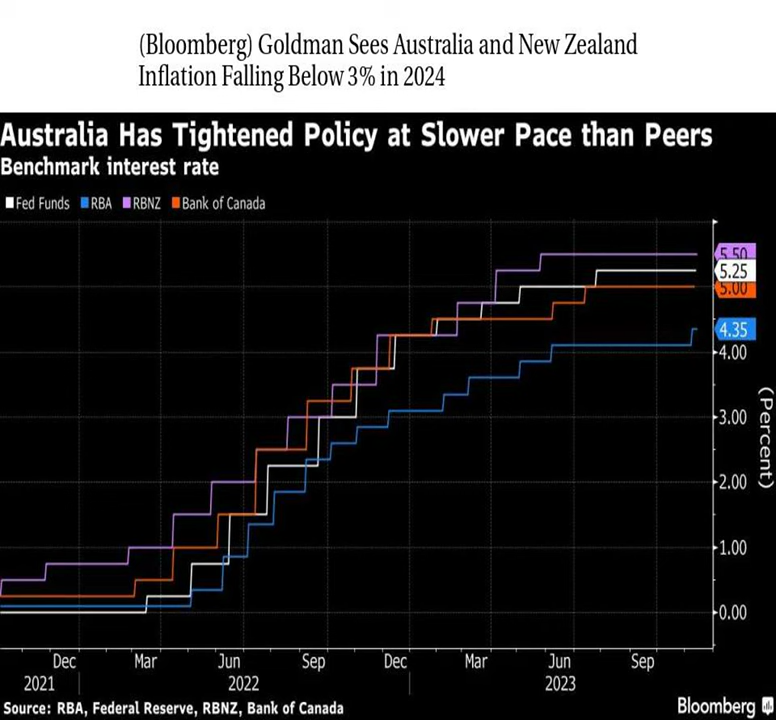 (Bloomberg) Goldman Sees Australia and New Zealand
Inflation Falling Below 3% in 2024
Australia Has Tightened Policy at Slower Pace than Peers
Benchmark interest rate
Fed Funds RBA RBNZ Bank of Canada
5.50
5.25
5.00
4.35
4.00
3.00
2.00
1.00
0.00
(Percent)
Dec Mar Jun Sep Dec Mar Jun Sep
2021 2022 2023
Source: RBA, Federal Reserve, RBNZ, Bank of Canada
Bloomberg